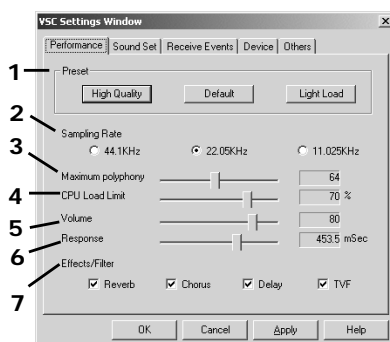 VSC Settings Window
Performance Sound Set Receive Events Device Others
1 Preset
High Quality Default Light Load
2 Sampling Rate
44.1KHz 22.05KHz 11.025KHz
3 Maximum polyphony 64
4 CPU Load Limit 70 %
5 Volume 80
6 Response 453.5 mSec
7 Effects/Filter
Reverb Chorus Delay TVF
OK Cancel Apply Help